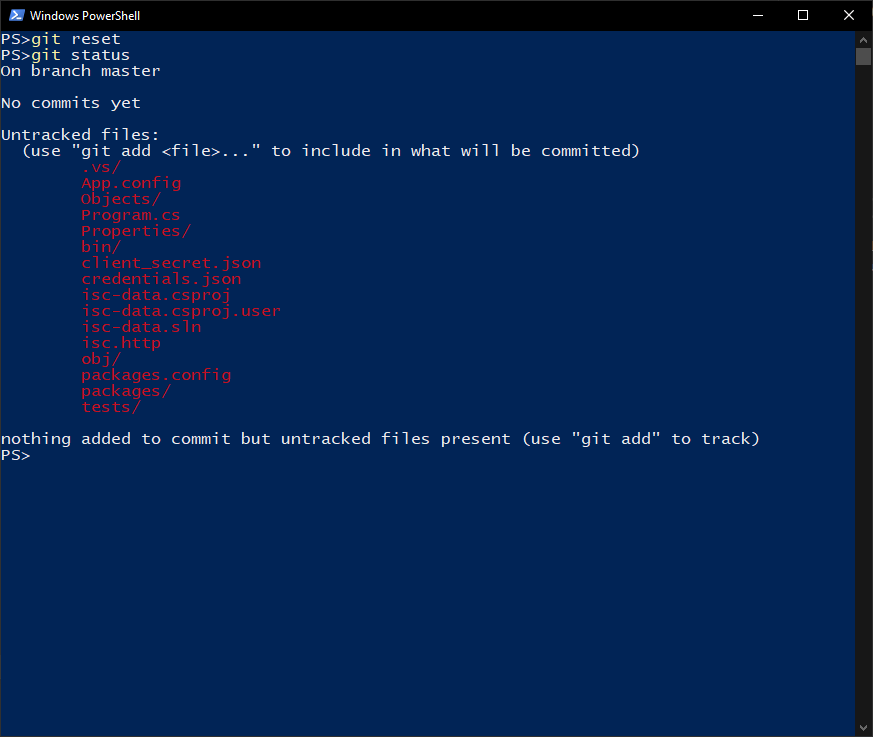 Windows PowerShell
PS>git reset
PS>git status
On branch master
No commits yet
Untracked files:
  (use "git add <file>..." to include in what will be committed)
        .vs/
        App.config
        Objects/
        Program.cs
        Properties/
        bin/
        client_secret.json
        credentials.json
        isc-data.csproj
        isc-data.csproj.user
        isc-data.sln
        isc.http
        obj/
        packages.config
        packages/
        tests/
nothing added to commit but untracked files present (use "git add" to track)
PS>